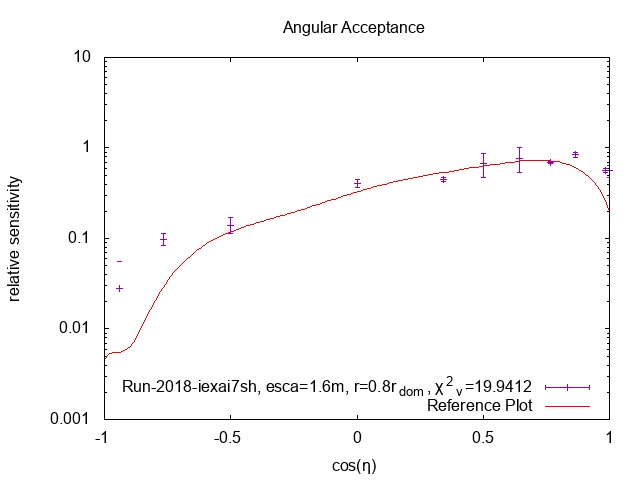 Angular Acceptance
relative sensitivity
10
1
0.1
0.01
0.001
-1
-0.5
0
0.5
1
cos(η)
Run-2018-iexai7sh, esca=1.6m, r=0.8r_dom, χ²_ν=19.9412
Reference Plot